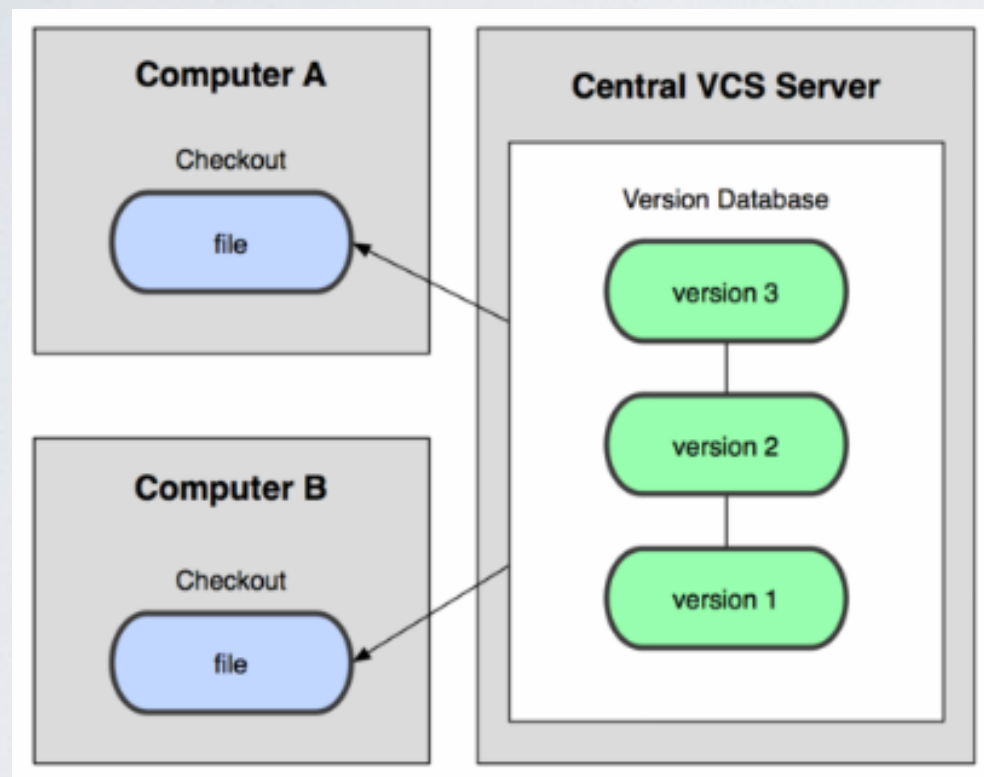 Computer A
Checkout
file
Computer B
Checkout
file
Central VCS Server
Version Database
version 3
version 2
version 1